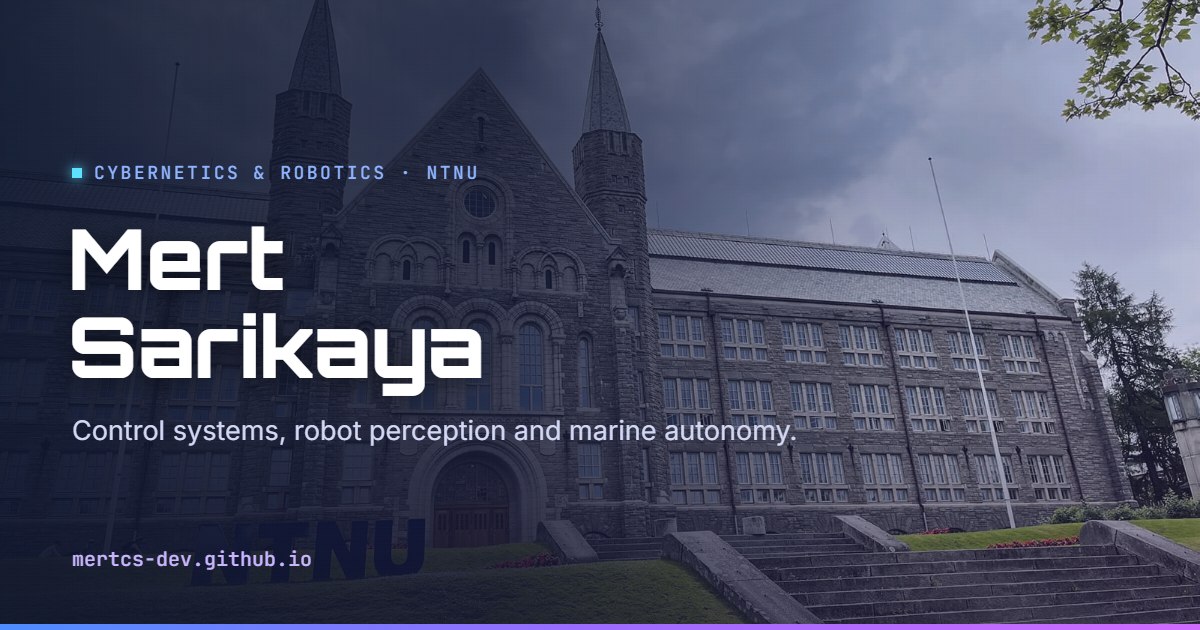 CYBERNETICS & ROBOTICS · NTNU
Mert
Sarikaya
Control systems, robot perception and marine autonomy.
NTNU
mertcs-dev.github.io